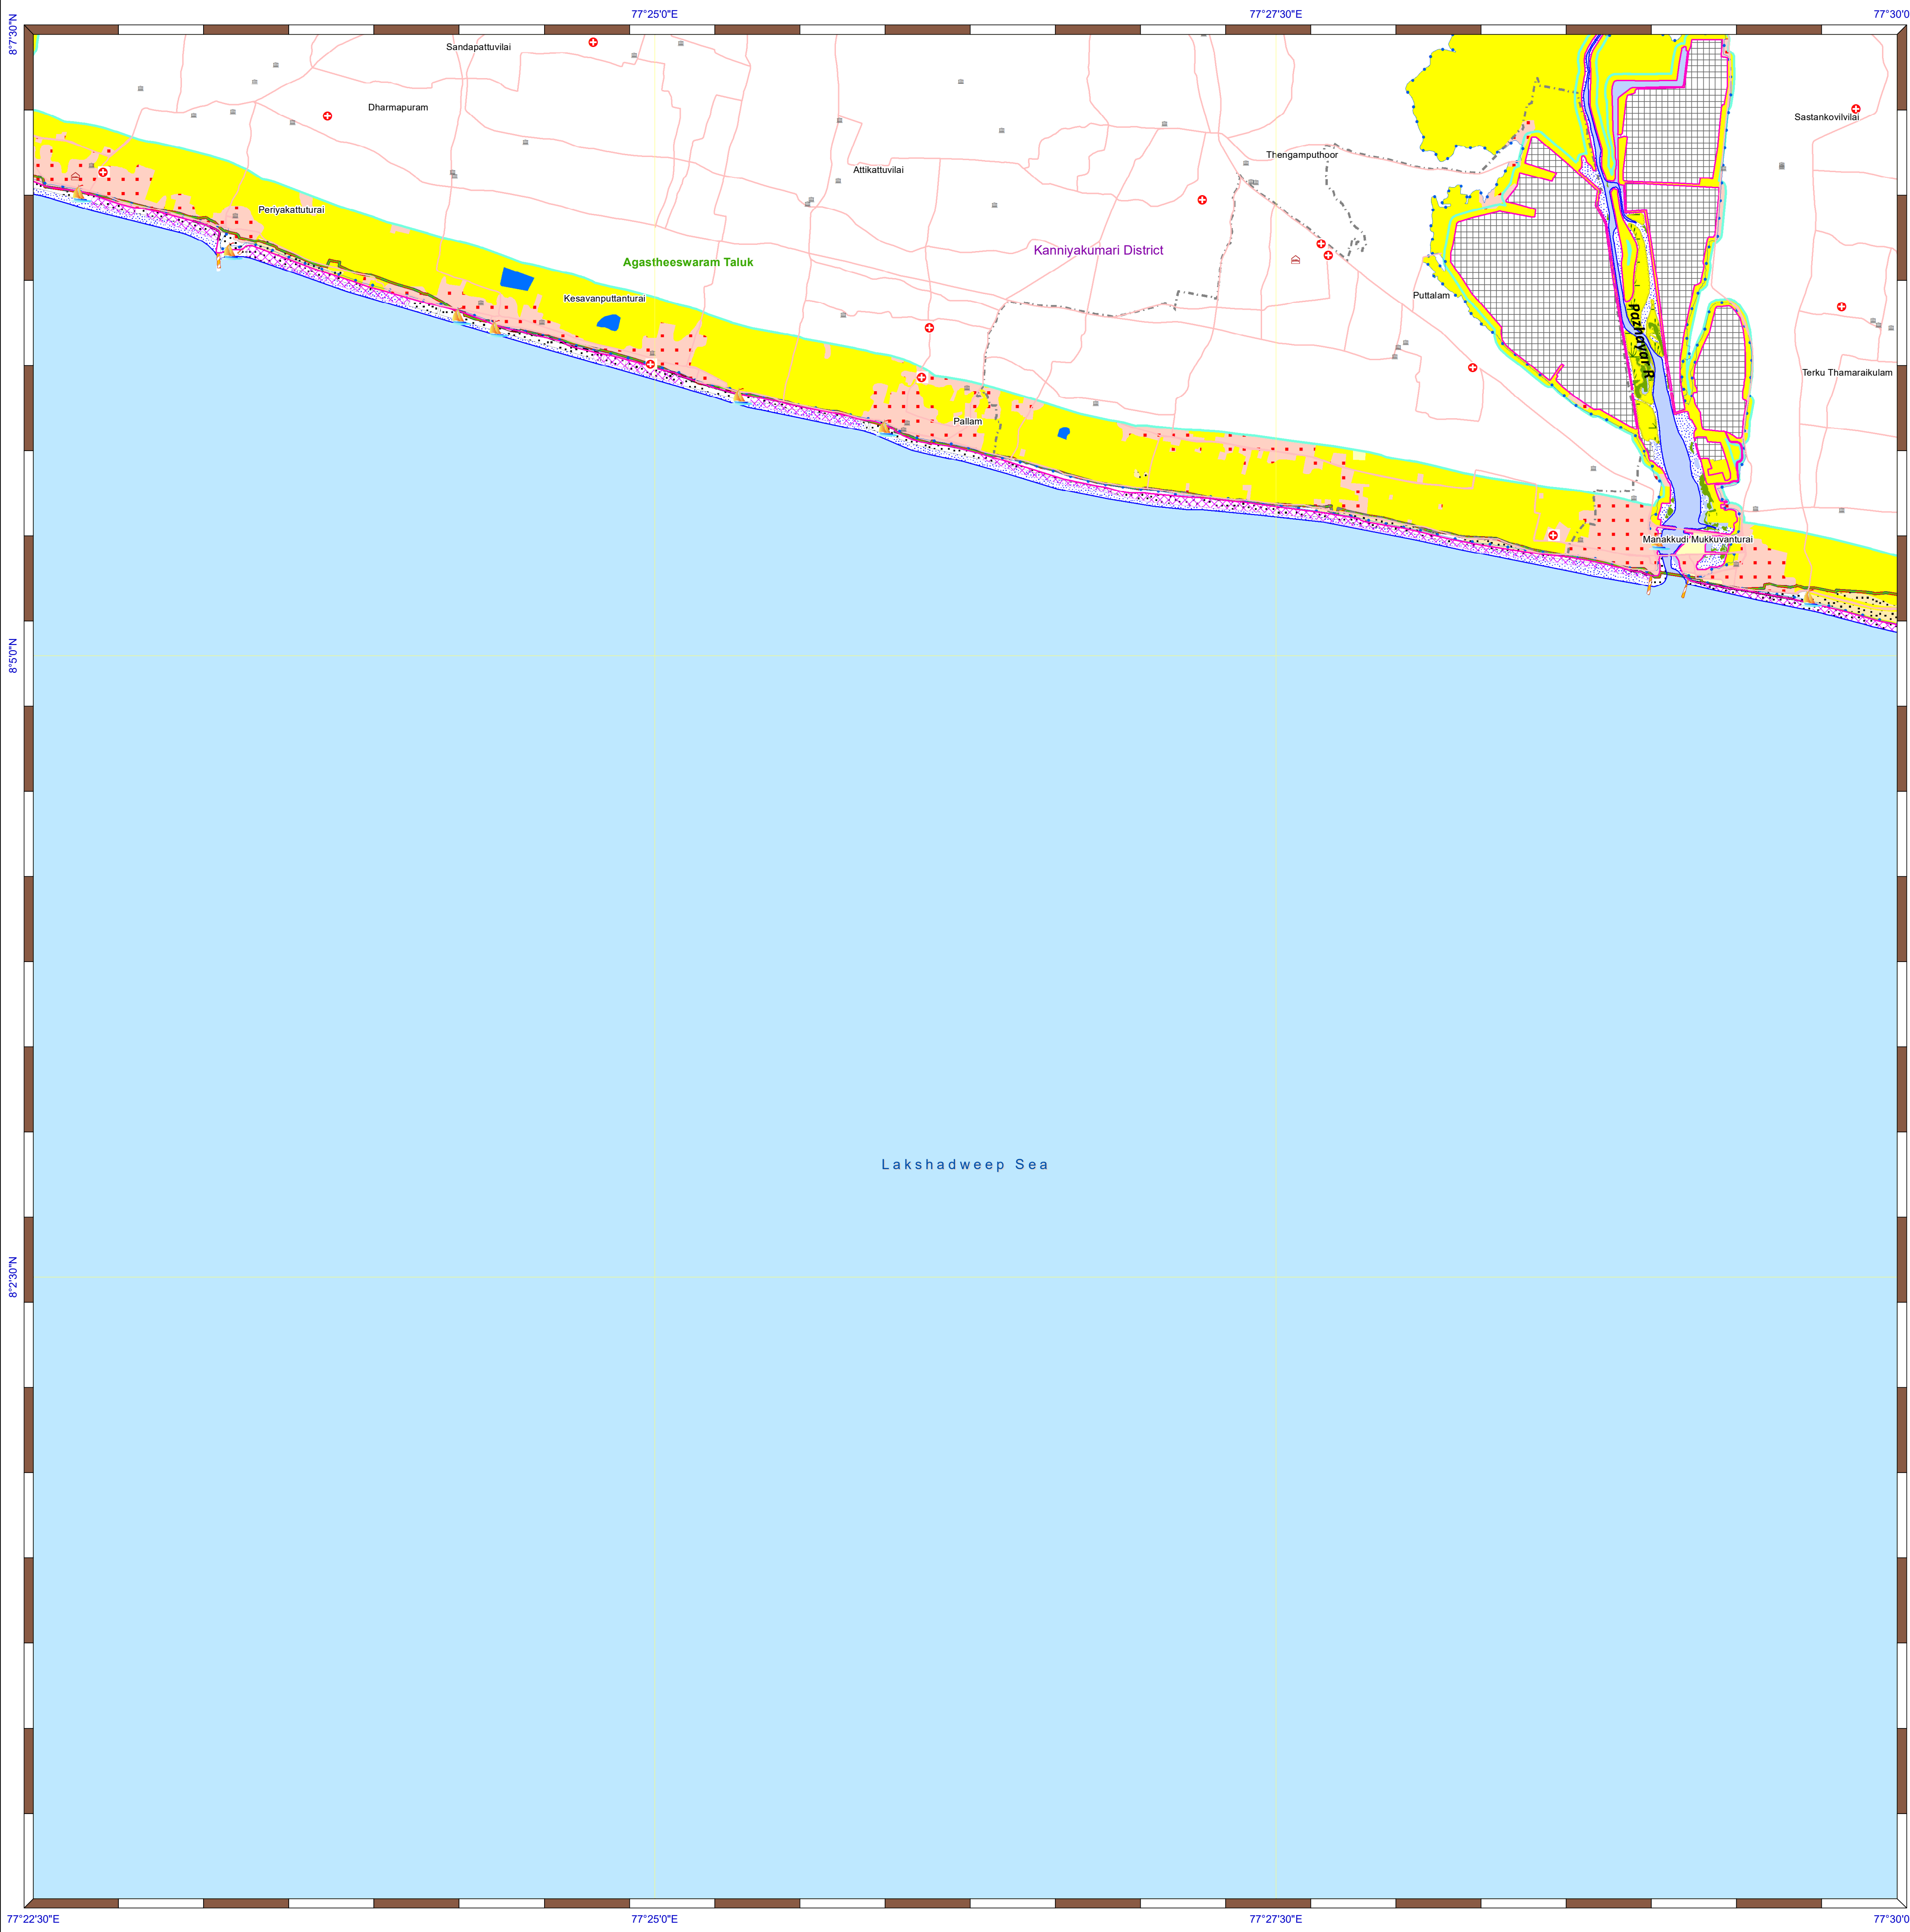 77°25'0"E
77°27'30"E
77°30'0
8°7'30"N
Sandapattuvilai
Dharmapuram
Sastankovilvilai
Thengamputhoor
Attikattuvilai
Periyakattuturai
Kanniyakumari District
Agastheeswaram Taluk
Puttalam
Kesavanputtanturai
Pazhayar R
Terku Thamaraikulam
Pallam
Manakkudi Mukkuvanturai
8°5'0"N
Lakshadweep Sea
8°2'30"N
77°22'30"E
77°25'0"E
77°27'30"E
77°30'0